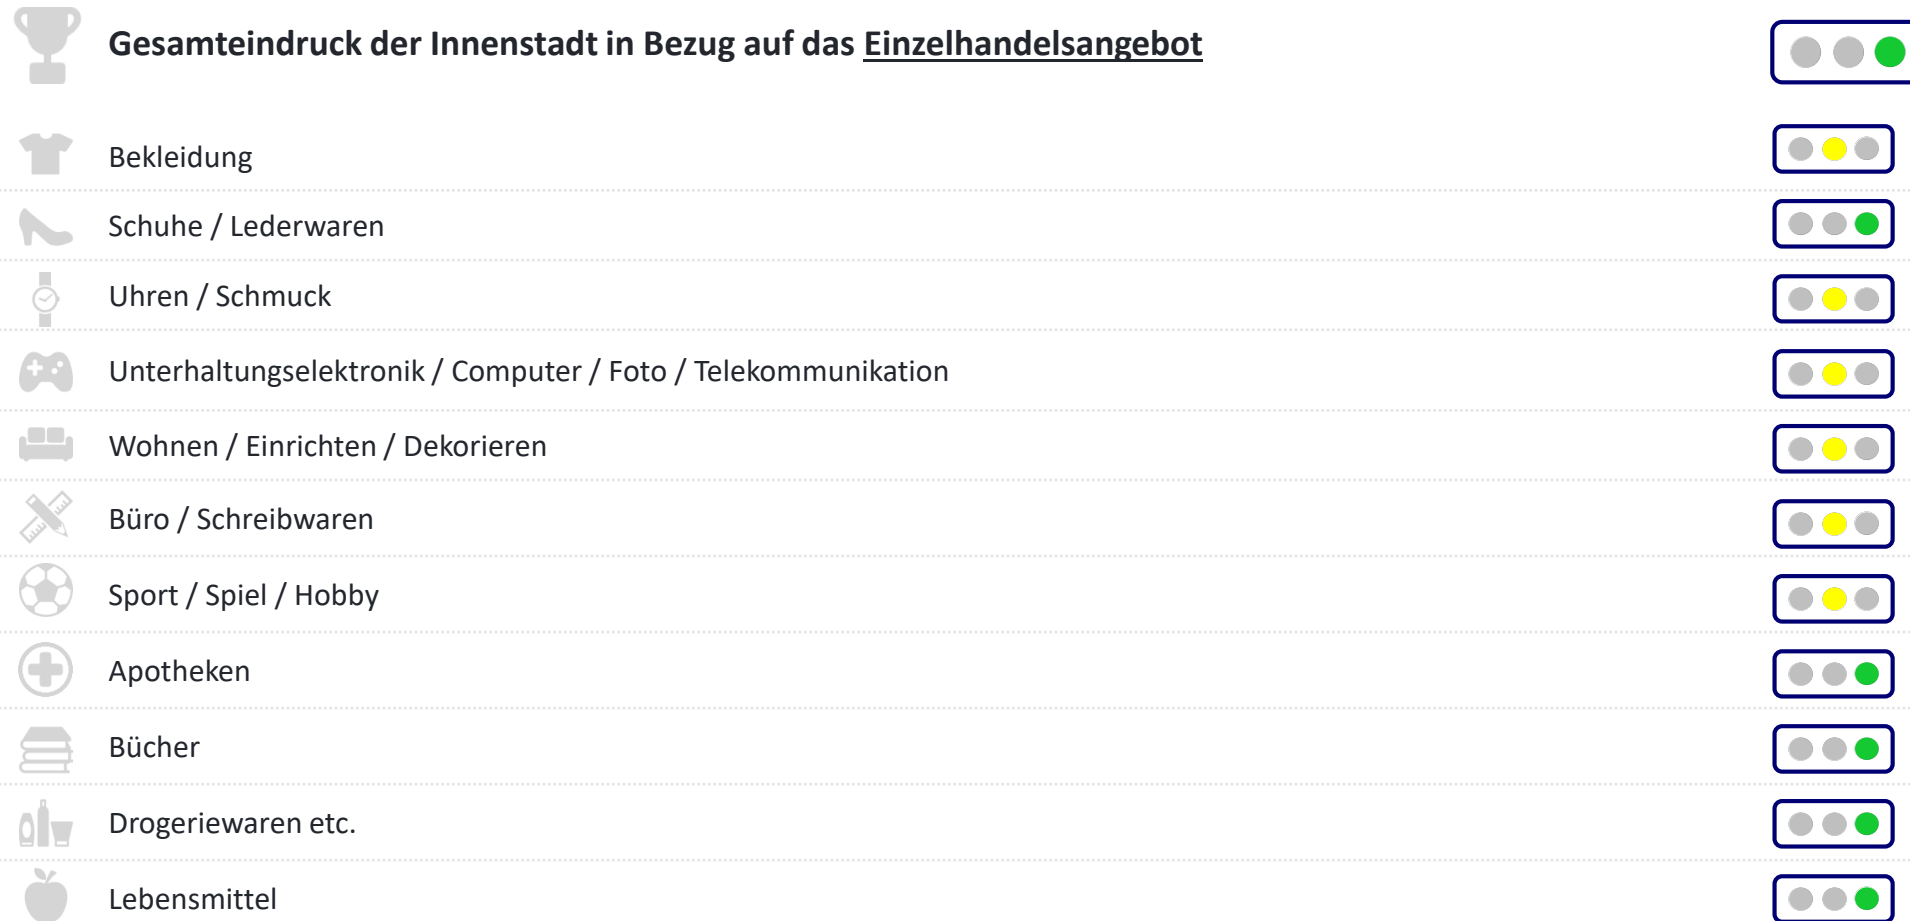 Gesamteindruck der Innenstadt in Bezug auf das Einzelhandelsangebot
Bekleidung
Schuhe / Lederwaren
Uhren / Schmuck
Unterhaltungselektronik / Computer / Foto / Telekommunikation
Wohnen / Einrichten / Dekorieren
Büro / Schreibwaren
Sport / Spiel / Hobby
Apotheken
Bücher
Drogeriewaren etc.
Lebensmittel